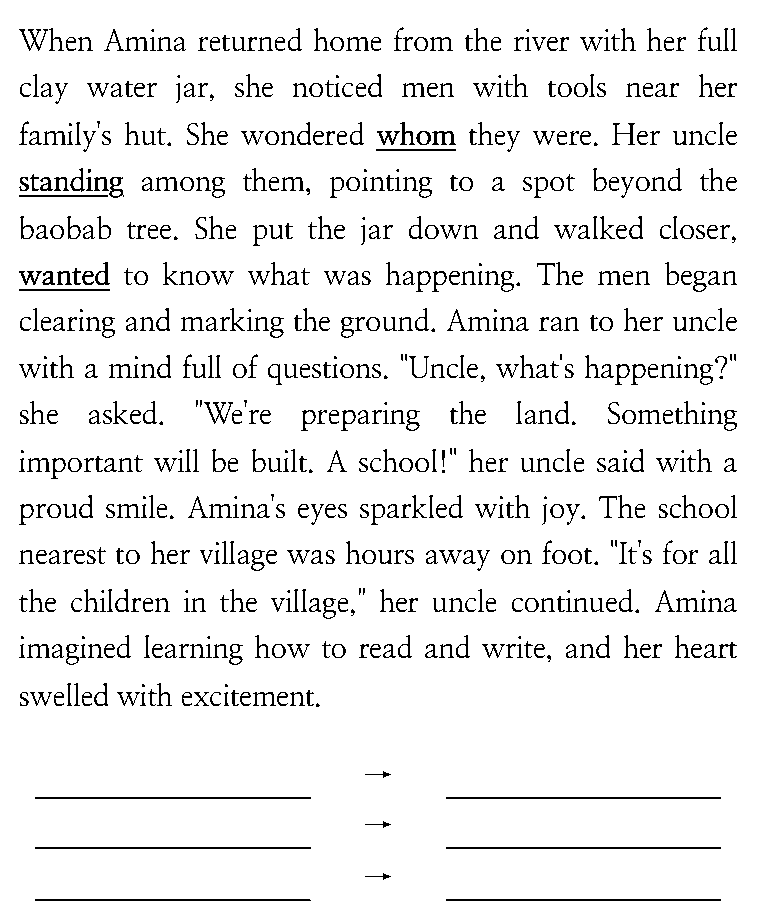 When Amina returned home from the river with her full
clay water jar, she noticed men with tools near her
family's hut. She wondered whom they were. Her uncle
standing among them, pointing to a spot beyond the
baobab tree. She put the jar down and walked closer,
wanted to know what was happening. The men began
clearing and marking the ground. Amina ran to her uncle
with a mind full of questions. "Uncle, what's happening?"
she asked. "We're preparing the land. Something
important will be built. A school!" her uncle said with a
proud smile. Amina's eyes sparkled with joy. The school
nearest to her village was hours away on foot. "It's for all
the children in the village," her uncle continued. Amina
imagined learning how to read and write, and her heart
swelled with excitement.
→
→
→